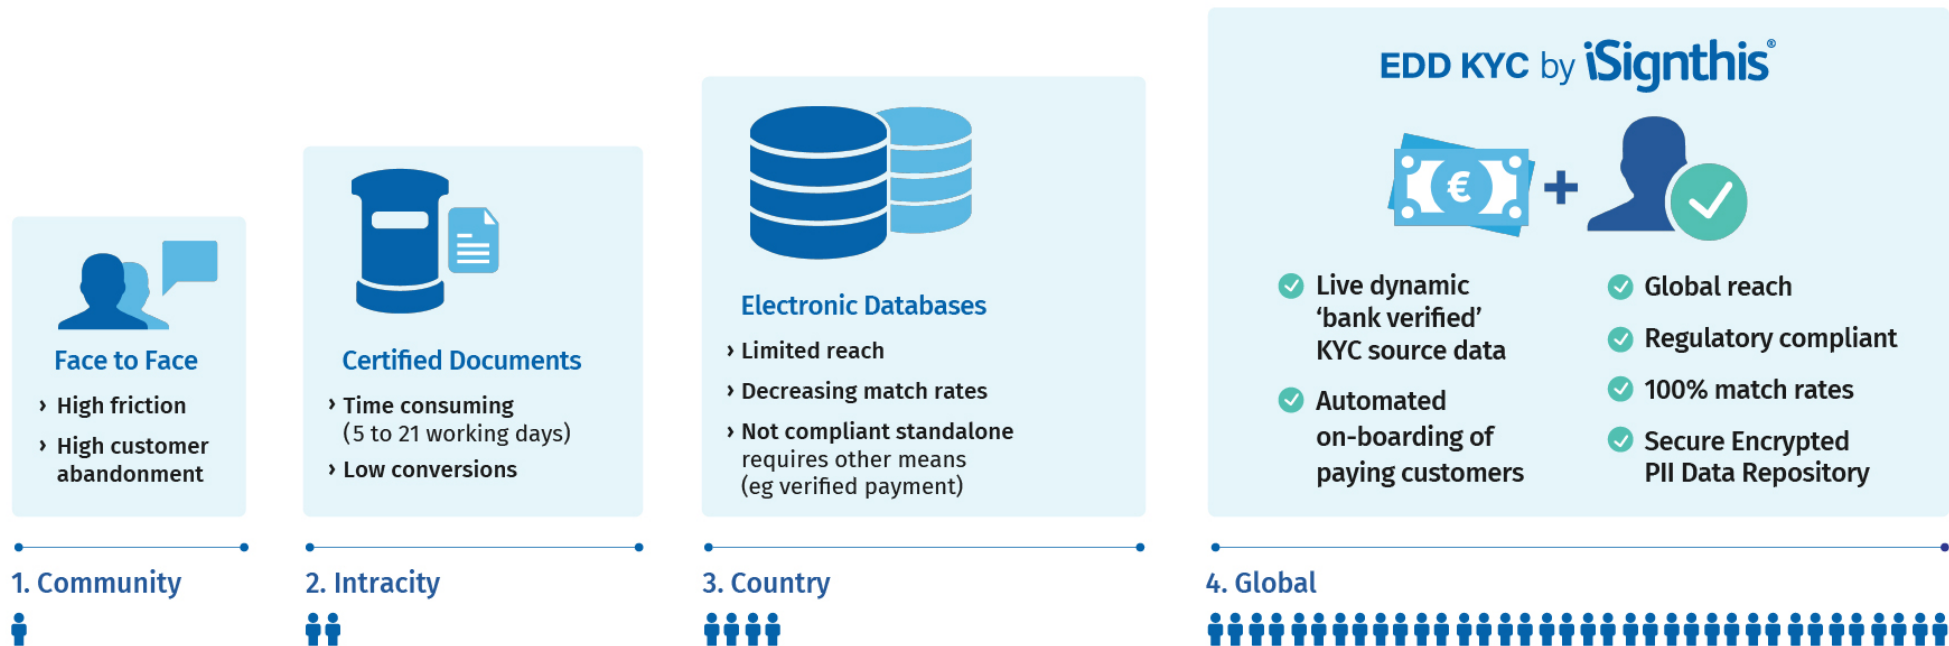 Face to Face
› High friction
› High customer
abandonment
1. Community
Certified Documents
› Time consuming
(5 to 21 working days)
› Low conversions
2. Intracity
Electronic Databases
› Limited reach
› Decreasing match rates
› Not compliant standalone
requires other means
(eg verified payment)
3. Country
EDD KYC by iSignthis®
€
Live dynamic
‘bank verified’
KYC source data
Automated
on-boarding of
paying customers
Global reach
Regulatory compliant
100% match rates
Secure Encrypted
PII Data Repository
4. Global